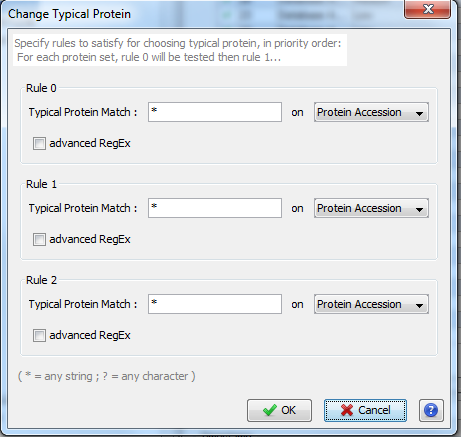 Change Typical Protein
Specify rules to satisfy for choosing typical protein, in priority order:
For each protein set, rule 0 will be tested then rule 1...
Rule 0
Typical Protein Match : * on Protein Accession
advanced RegEx
Rule 1
Typical Protein Match : * on Protein Accession
advanced RegEx
Rule 2
Typical Protein Match : * on Protein Accession
advanced RegEx
( * = any string ; ? = any character )
OK Cancel ?